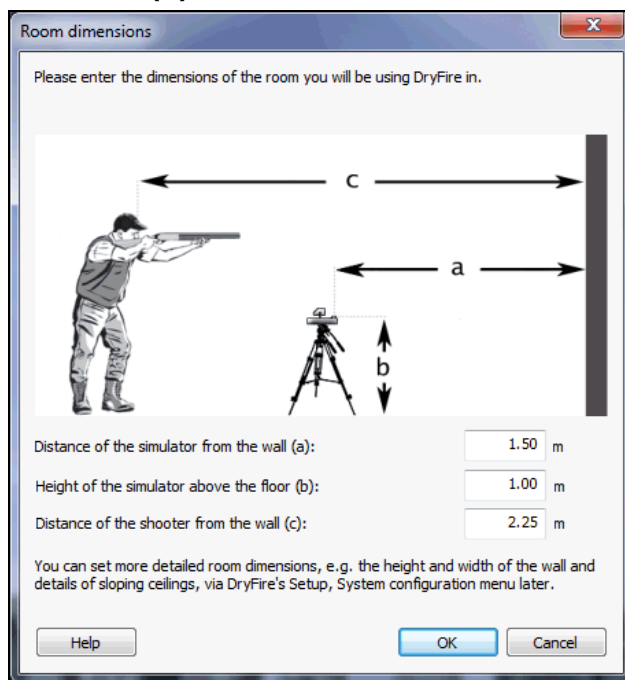 Room dimensions
Please enter the dimensions of the room you will be using DryFire in.
c
a
b
Distance of the simulator from the wall (a): 1.50 m
Height of the simulator above the floor (b): 1.00 m
Distance of the shooter from the wall (c): 2.25 m
You can set more detailed room dimensions, e.g. the height and width of the wall and
details of sloping ceilings, via DryFire's Setup, System configuration menu later.
Help OK Cancel